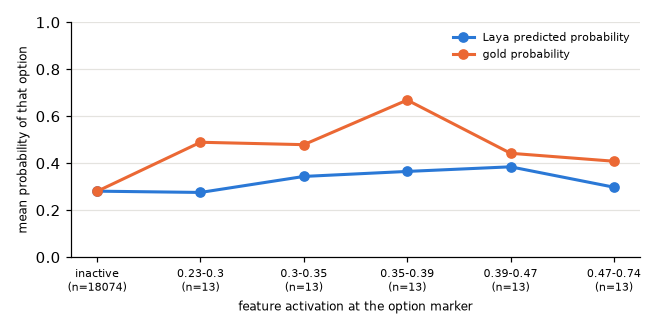 1.0
0.8
0.6
0.4
0.2
0.0
mean probability of that option
Laya predicted probability
gold probability
inactive
(n=18074)
0.23-0.3
(n=13)
0.3-0.35
(n=13)
0.35-0.39
(n=13)
0.39-0.47
(n=13)
0.47-0.74
(n=13)
feature activation at the option marker